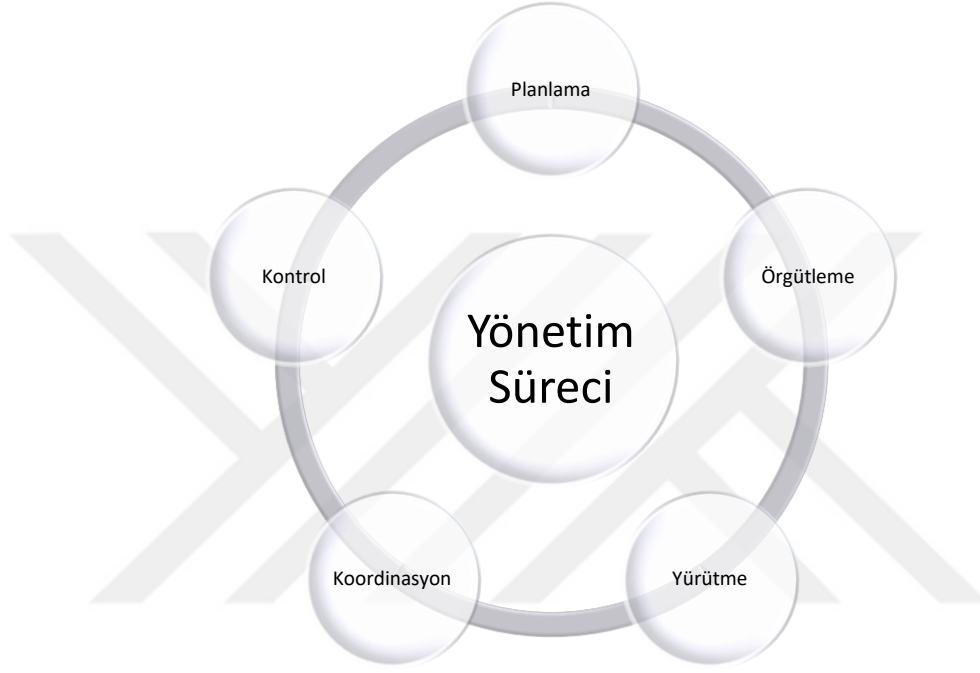 Planlama
Örgütleme
Yürütme
Koordinasyon
Kontrol
Yönetim
Süreci